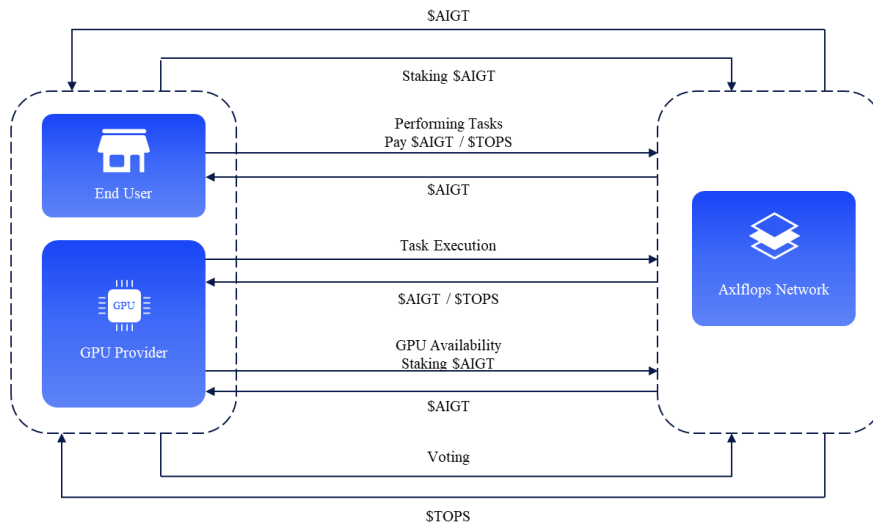 $AIGT
Staking $AIGT
Performing Tasks
Pay $AIGT / $TOPS
End User
$AIGT
Task Execution
Axlflops Network
$AIGT / $TOPS
GPU
GPU Provider
GPU Availability
Staking $AIGT
$AIGT
Voting
$TOPS